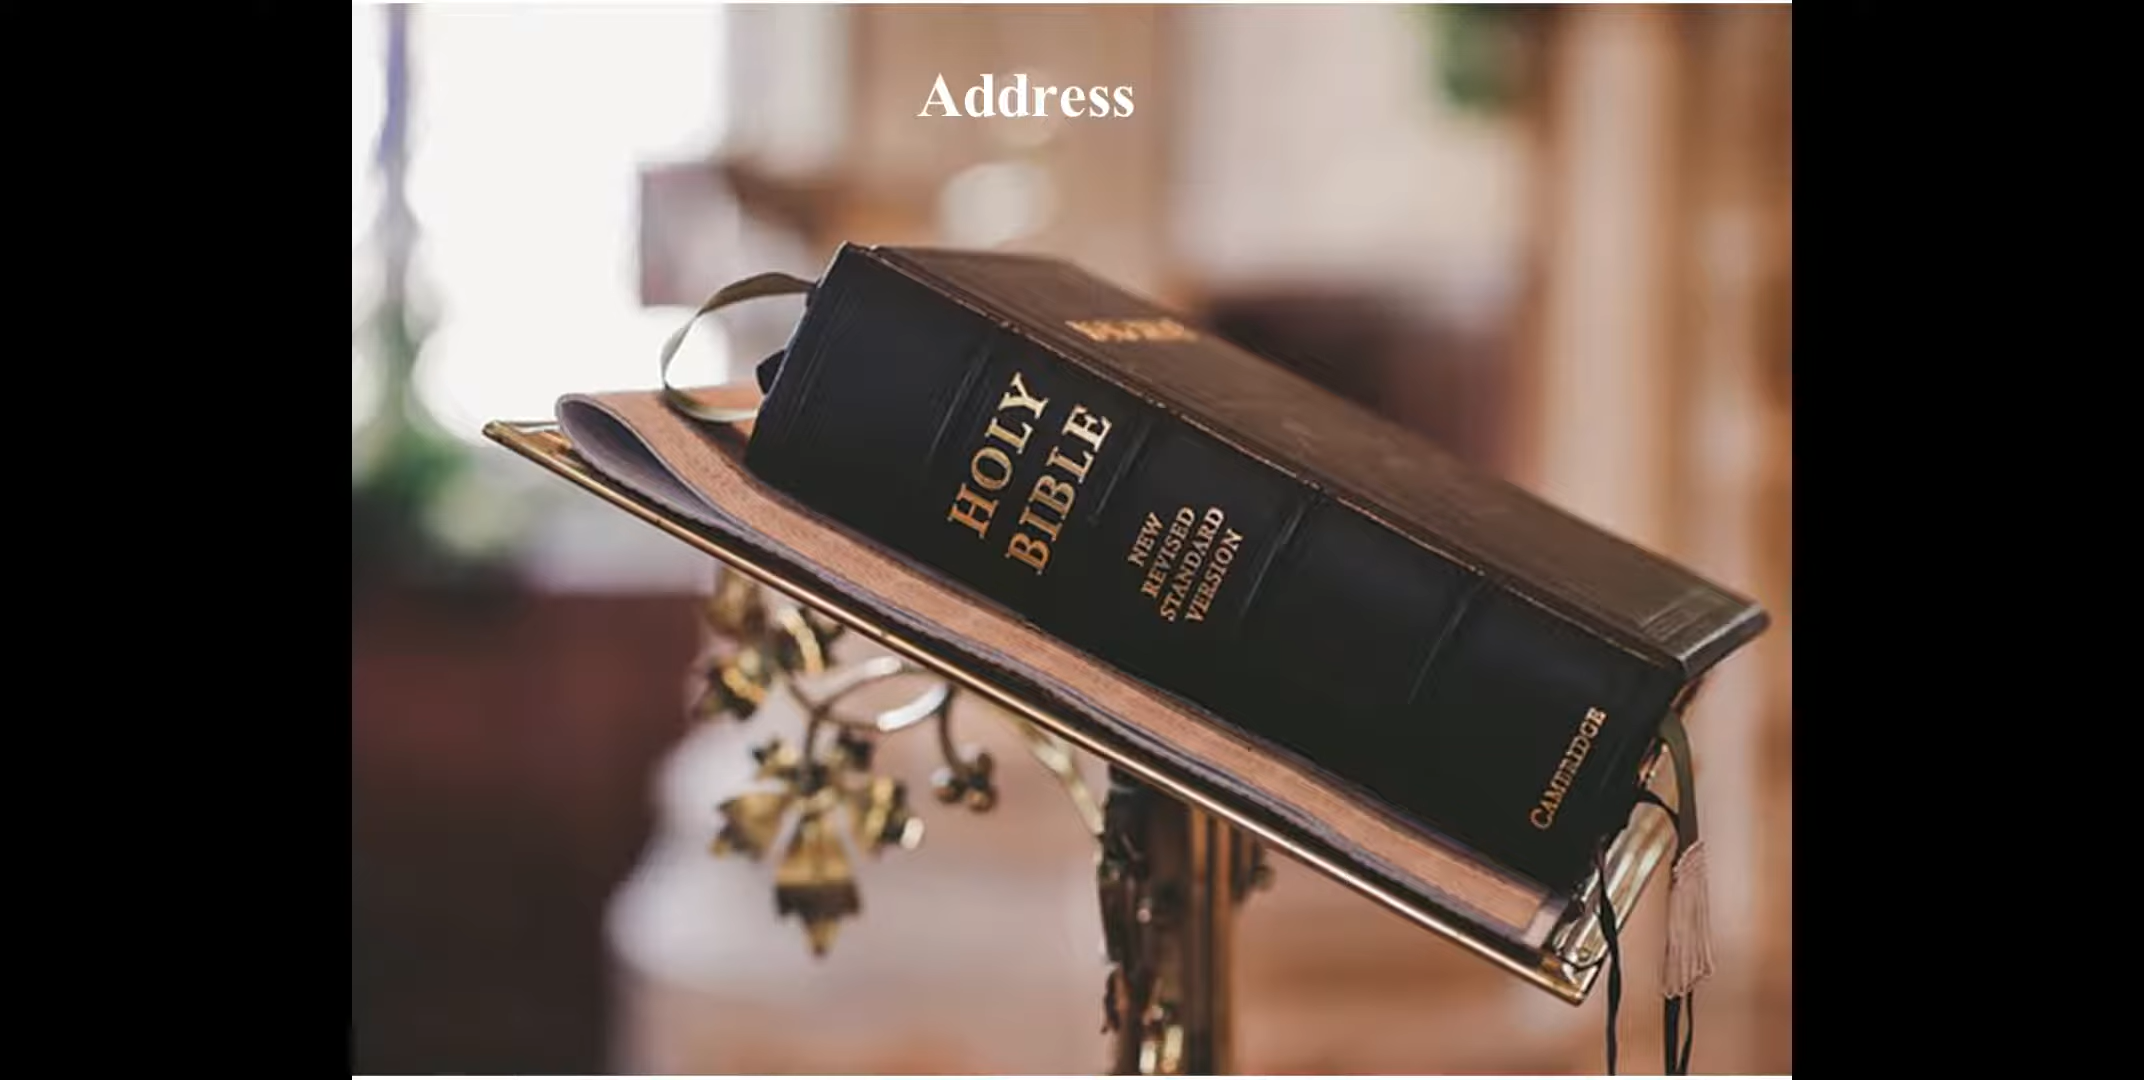 Address
HOLY
BIBLE
NEW
REVISED
STANDARD
VERSION
CAMBRIDGE